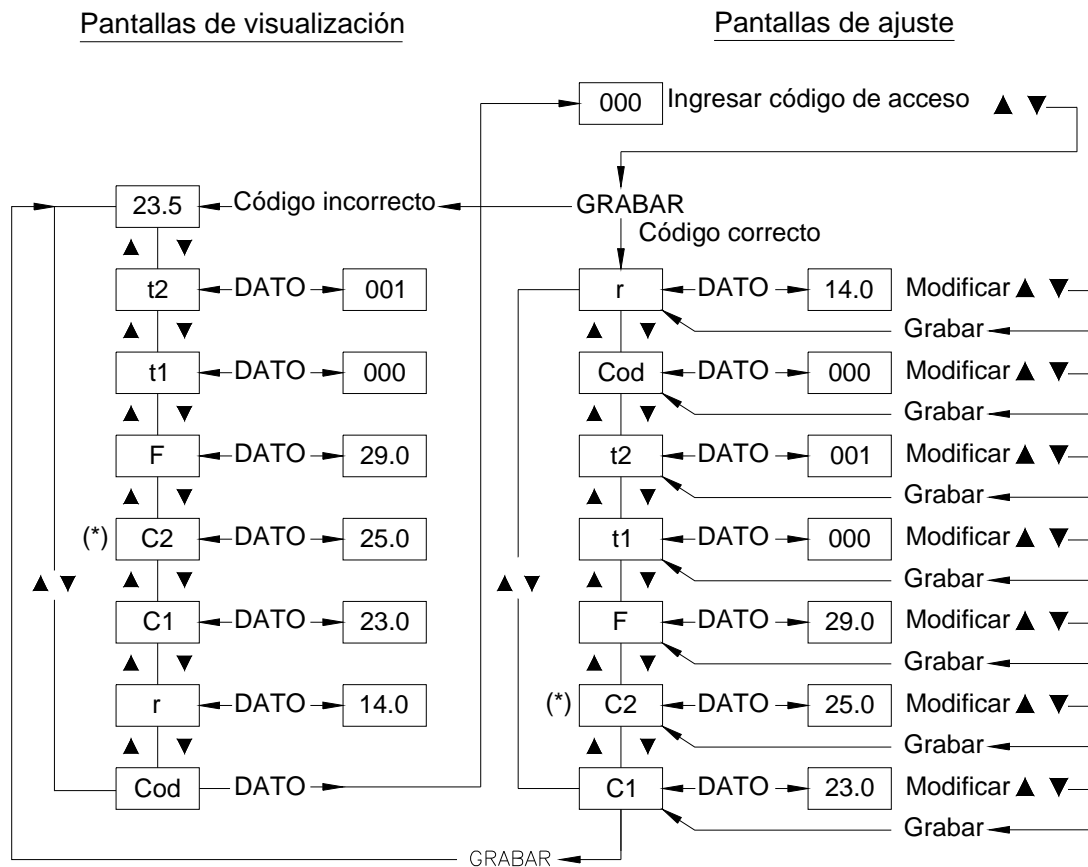 Pantallas de visualización
Pantallas de ajuste
000 Ingresar código de acceso ▲ ▼
23.5 Código incorrecto GRABAR
Código correcto
▲ ▼
t2 DATO 001
r DATO 14.0 Modificar ▲ ▼
Grabar
▲ ▼
▲ ▼
t1 DATO 000
Cod DATO 000 Modificar ▲ ▼
Grabar
▲ ▼
▲ ▼
F DATO 29.0
t2 DATO 001 Modificar ▲ ▼
Grabar
▲ ▼
▲ ▼
(*) C2 DATO 25.0
t1 DATO 000 Modificar ▲ ▼
Grabar
▲ ▼
▲ ▼
▲ ▼
▲ ▼
C1 DATO 23.0
F DATO 29.0 Modificar ▲ ▼
Grabar
▲ ▼
▲ ▼
r DATO 14.0
(*) C2 DATO 25.0 Modificar ▲ ▼
Grabar
▲ ▼
▲ ▼
Cod DATO
C1 DATO 23.0 Modificar ▲ ▼
Grabar
GRABAR